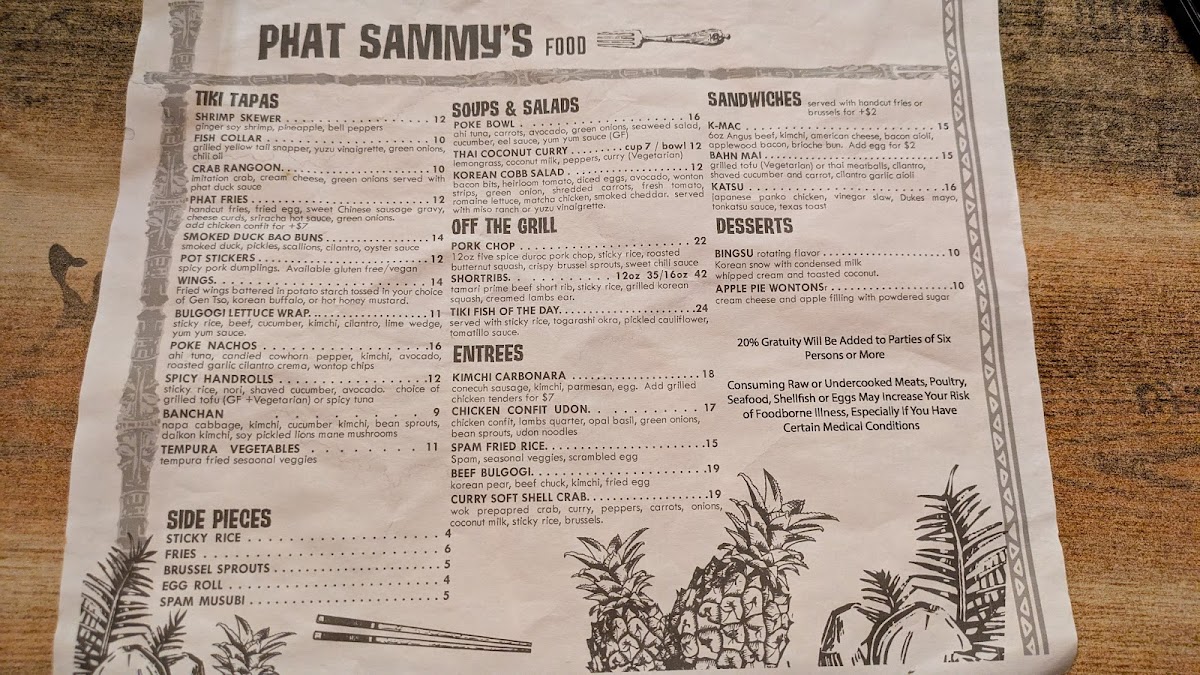 PHAT SAMMY'S FOOD
TIKI TAPAS
SHRIMP SKEWER 12
ginger soy shrimp, pineapple, bell peppers
FISH COLLAR 10
grilled yellow tail snapper, yuzu vinaigrette, green onions,
chili oil
CRAB RANGOON 10
imitation crab, cream cheese, green onions served with
phat duck sauce
PHAT FRIES 12
handcut fries, fried egg, sweet Chinese sausage gravy,
cheese curds, sriracha hot sauce, green onions.
add chicken confit for +$7
SMOKED DUCK BAO BUNS 14
smoked duck, pickles, scallions, cilantro, oyster sauce
POT STICKERS 12
spicy pork dumplings. Available gluten free/vegan
WINGS 14
Fried wings battered in potato starch tossed in your choice
of Gen Tso, korean buffalo, or hot honey mustard.
BULGOGI LETTUCE WRAP 11
sticky rice, beef, cucumber, kimchi, cilantro, lime wedge,
yum yum sauce.
POKE NACHOS 16
ahi tuna, candied cowhorn pepper, kimchi, avocado,
roasted garlic cilantro crema, wontop chips
SPICY HANDROLLS 12
sticky rice, nori, shaved cucumber, avocado. choice of
grilled tofu (GF +Vegetarian) or spicy tuna
BANCHAN 9
napa cabbage, kimchi, cucumber kimchi, bean sprouts,
daikon kimchi, soy pickled lions mane mushrooms
TEMPURA VEGETABLES 11
tempura fried sesaonal veggies
SIDE PIECES
STICKY RICE 4
FRIES 6
BRUSSEL SPROUTS 5
EGG ROLL 4
SPAM MUSUBI 5
SOUPS & SALADS
POKE BOWL 16
ahi tuna, carrots, avocado, green onions, seaweed salad,
cucumber, eel sauce, yum yum sauce (GF)
THAI COCONUT CURRY cup 7 / bowl 12
lemongrass, coconut milk, peppers, curry (Vegetarian)
KOREAN COBB SALAD 12
bacon bits, heirloom tomato, diced eggs, avocado, wonton
strips, green onion, shredded carrots, fresh tomato,
romaine lettuce, matcha chicken, smoked cheddar. served
with miso ranch or yuzu vinaigrette.
OFF THE GRILL
PORK CHOP 22
12oz five spice duroc pork chop, sticky rice, roasted
butternut squash, crispy brussel sprouts, sweet chili sauce
SHORTRIBS 12oz 35/16oz 42
tamari prime beef short rib, sticky rice, grilled korean
squash, creamed lambs ear.
TIKI FISH OF THE DAY 24
served with sticky rice, togarashi okra, pickled cauliflower,
tomatillo sauce.
ENTREES
KIMCHI CARBONARA 18
conecuh sausage, kimchi, parmesan, egg. Add grilled
chicken tenders for $7
CHICKEN CONFIT UDON 17
chicken confit, lambs quarter, opal basil, green onions,
bean sprouts, udon noodles
SPAM FRIED RICE 15
Spam, seasonal veggies, scrambled egg
BEEF BULGOGI 19
korean pear, beef chuck, kimchi, fried egg
CURRY SOFT SHELL CRAB 19
wok prepapred crab, curry, peppers, carrots, onions,
coconut milk, sticky rice, brussels.
SANDWICHES served with handcut fries or
brussels for +$2
K-MAC 15
6oz Angus beef, kimchi, american cheese, bacon aioli,
applewood bacon, brioche bun. Add egg for $2
BAHN MAI 15
grilled tofu (Vegetarian) or thai meatballs, cilantro,
shaved cucumber and carrot, cilantro garlic aioli
KATSU 16
japanese panko chicken, vinegar slaw, Dukes mayo,
tonkatsu sauce, texas toast
DESSERTS
BINGSU rotating flavor 10
Korean snow with condensed milk
whipped cream and toasted coconut.
APPLE PIE WONTONS: 10
cream cheese and apple filling with powdered sugar
20% Gratuity Will Be Added to Parties of Six
Persons or More
Consuming Raw or Undercooked Meats, Poultry,
Seafood, Shellfish or Eggs May Increase Your Risk
of Foodborne Illness, Especially If You Have
Certain Medical Conditions